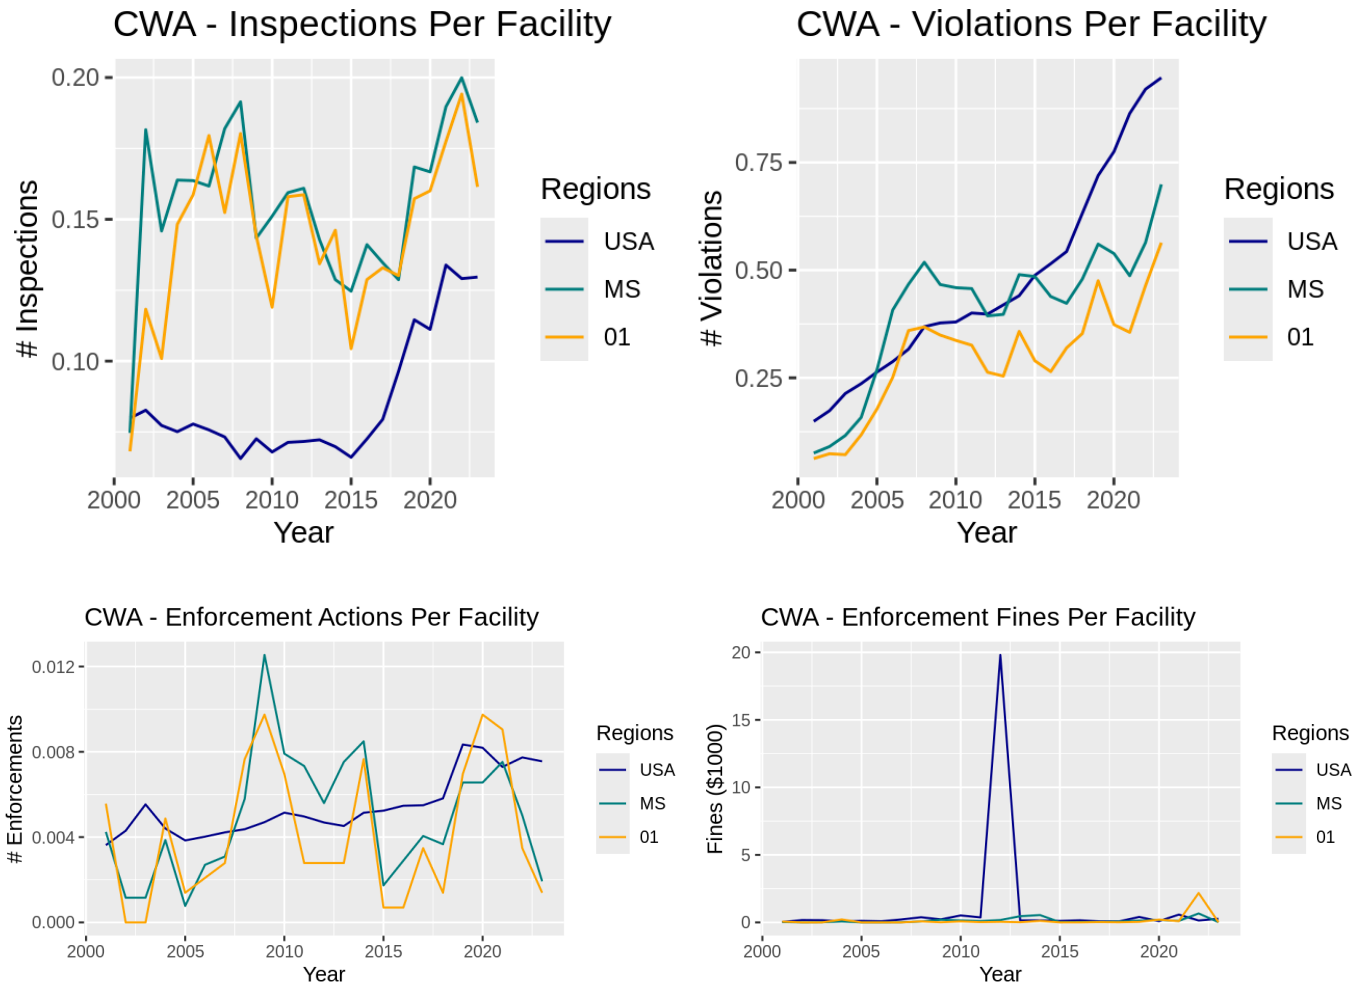 CWA - Inspections Per Facility
# Inspections
0.20
0.15
0.10
2000 2005 2010 2015 2020
Year
Regions
USA
MS
01
CWA - Violations Per Facility
# Violations
0.75
0.50
0.25
2000 2005 2010 2015 2020
Year
Regions
USA
MS
01
CWA - Enforcement Actions Per Facility
# Enforcements
0.012
0.008
0.004
0.000
2000 2005 2010 2015 2020
Year
Regions
USA
MS
01
CWA - Enforcement Fines Per Facility
Fines ($1000)
20
15
10
5
0
2000 2005 2010 2015 2020
Year
Regions
USA
MS
01